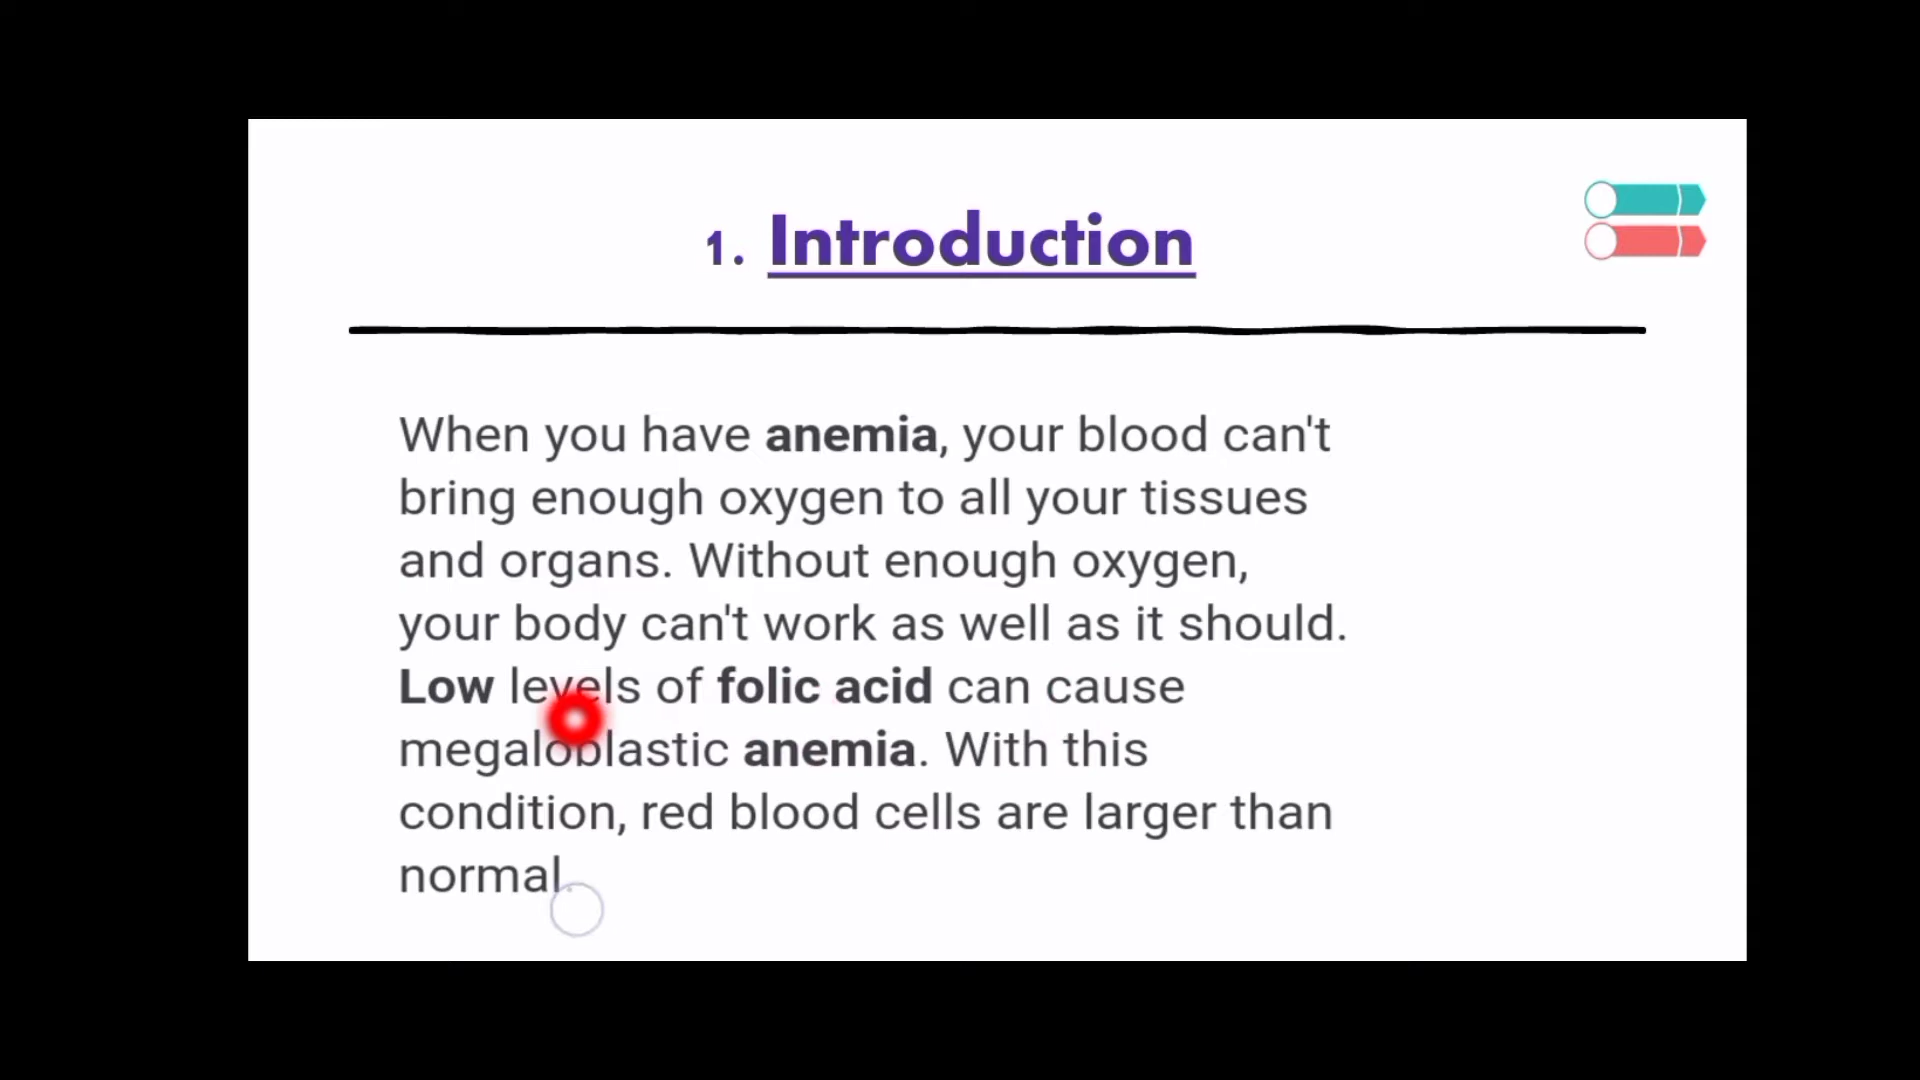 1. Introduction
When you have anemia, your blood can't
bring enough oxygen to all your tissues
and organs. Without enough oxygen,
your body can't work as well as it should.
Low levels of folic acid can cause
megaloblastic anemia. With this
condition, red blood cells are larger than
normal.